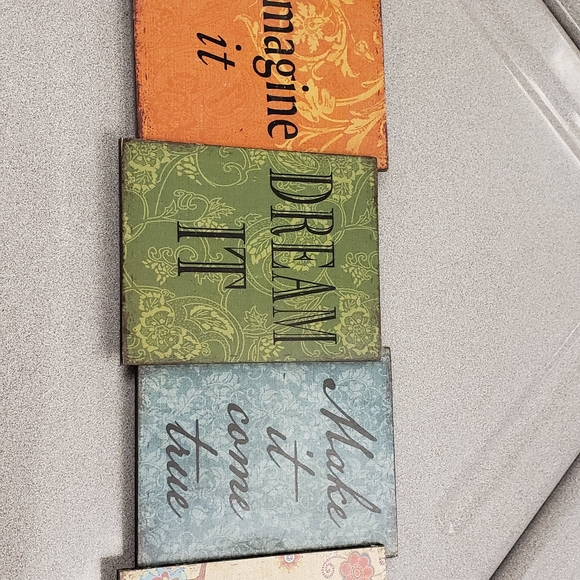 magine
it
DREAM
IT
Make
it
come
true